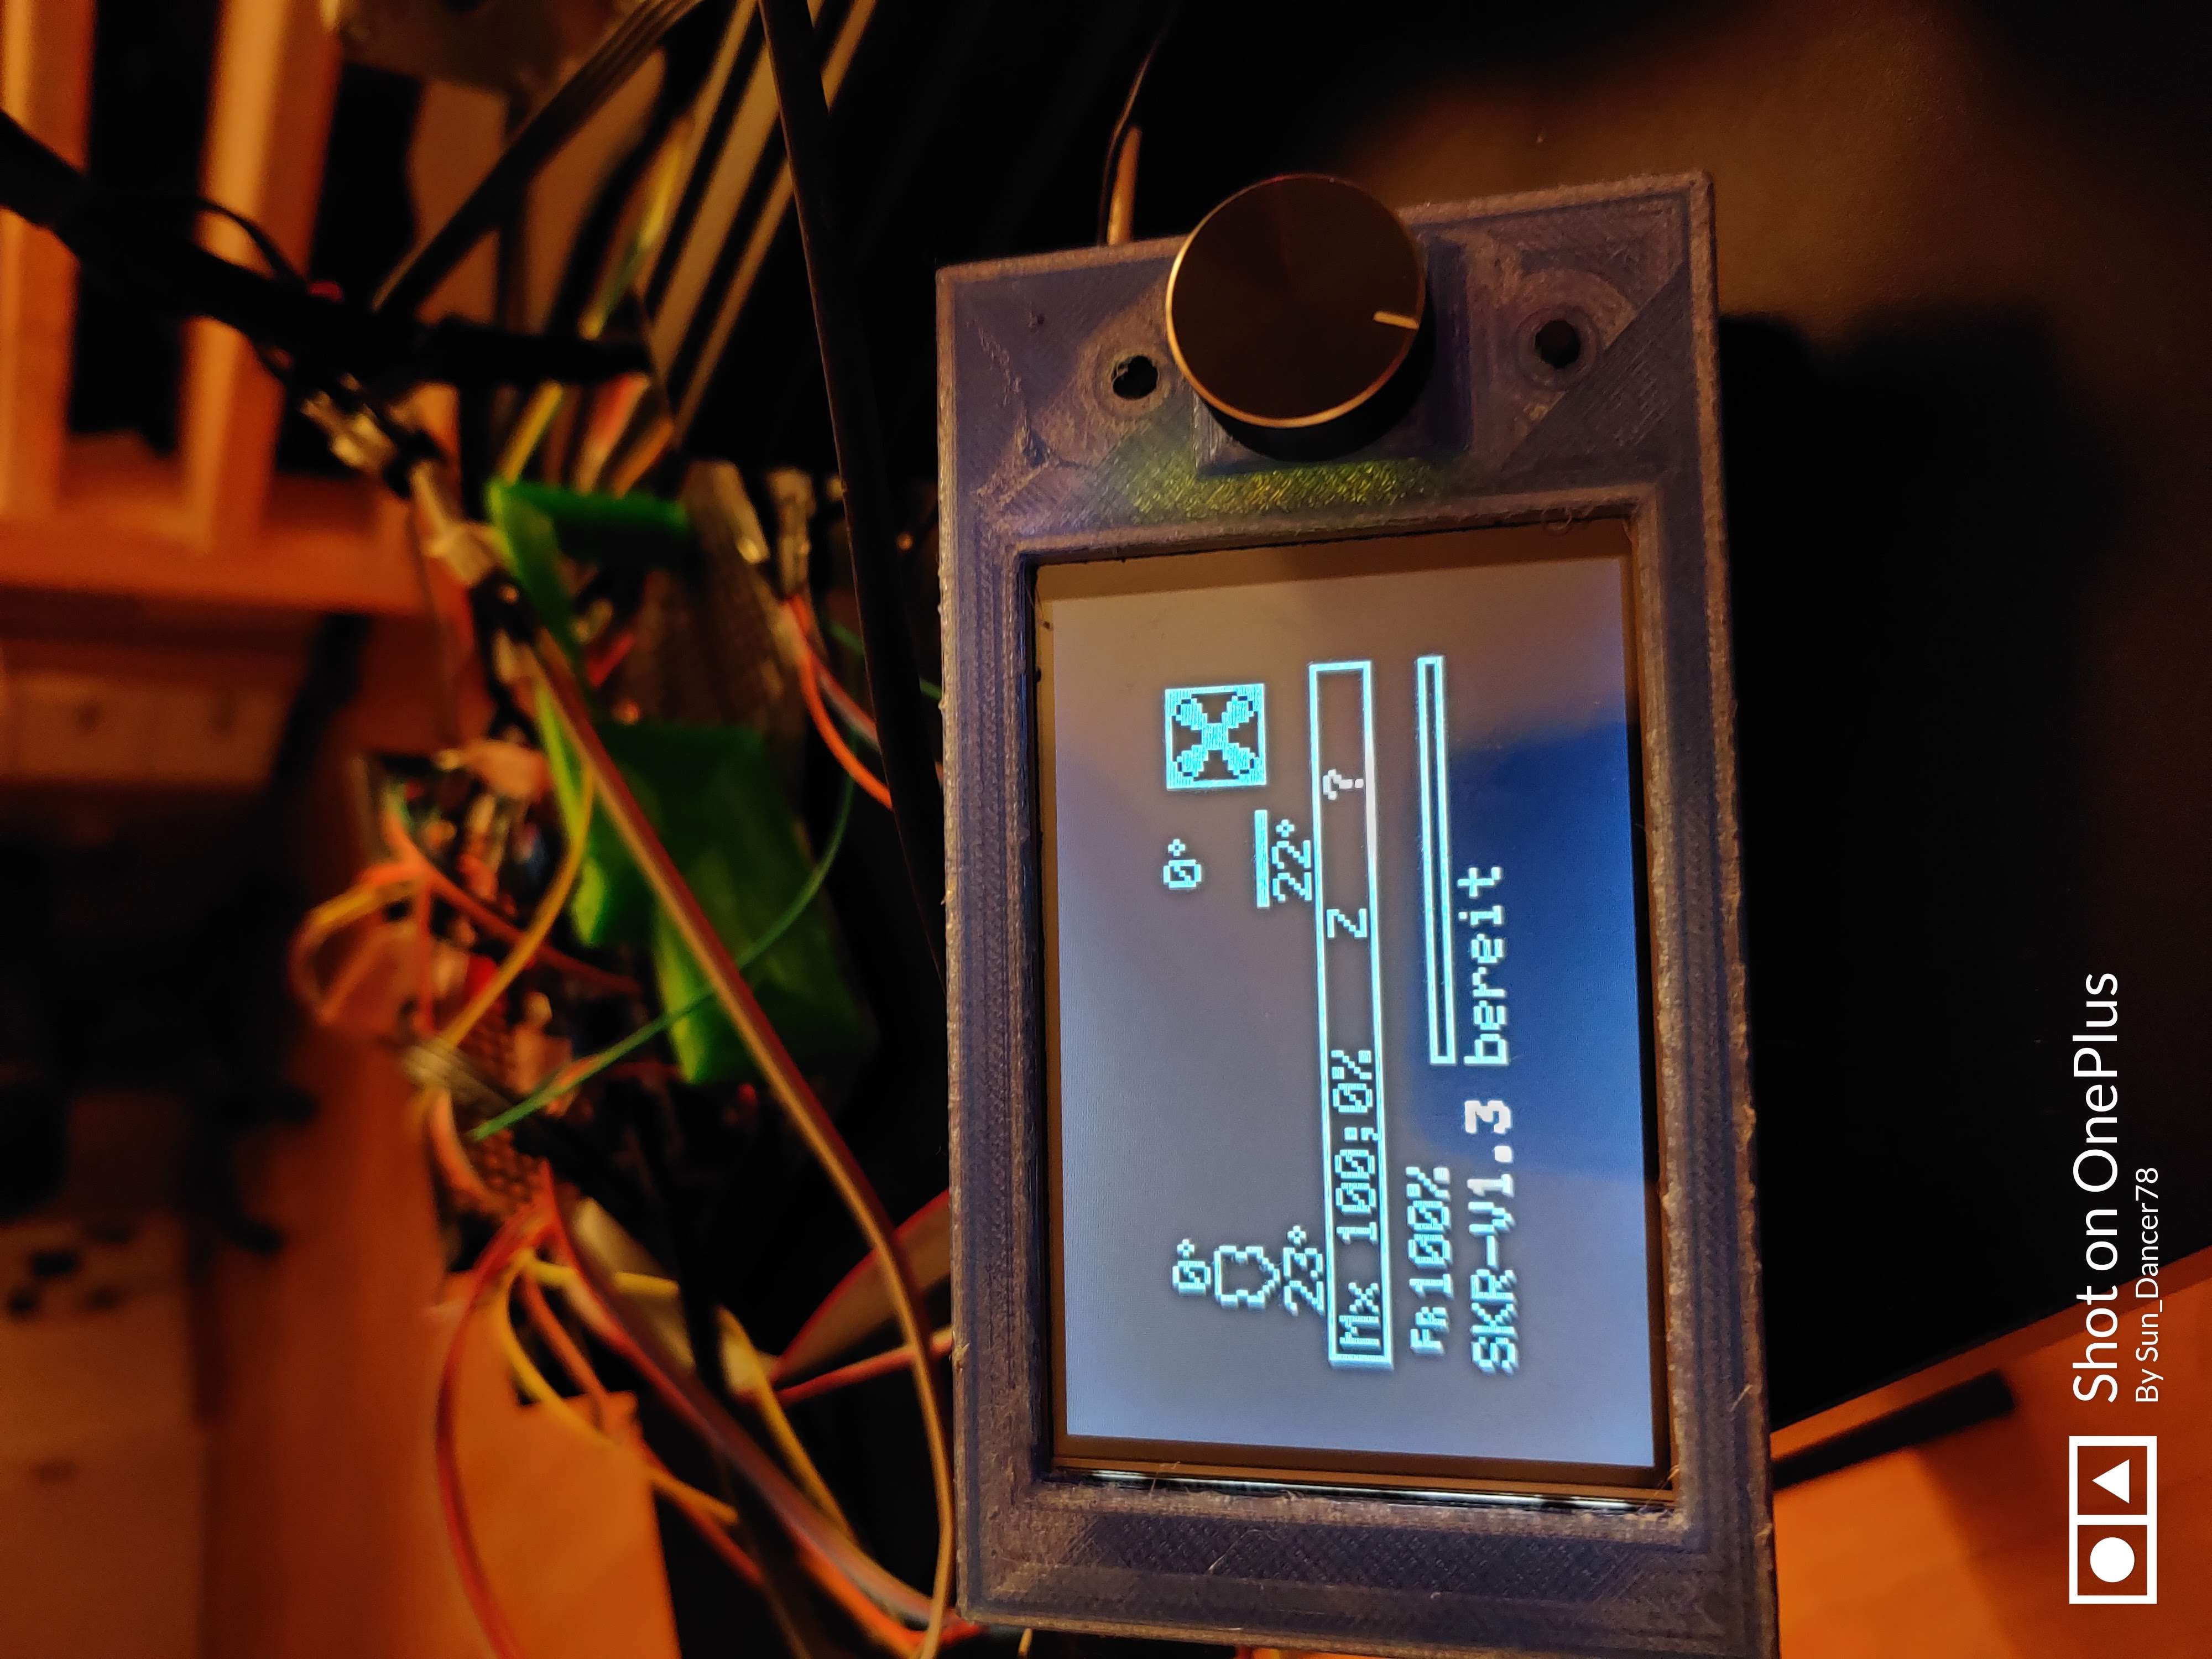 0° 0°
23° 22°
Mx 100;0% Z ?
FR100%
SKR-V1.3 bereit
Shot on OnePlus
By Sun_Dancer78